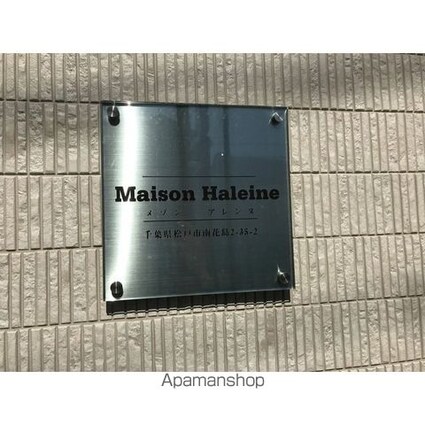 Maison Haleine
メゾン　アレンヌ
千葉県松戸市南花島2-35-2
Apamanshop